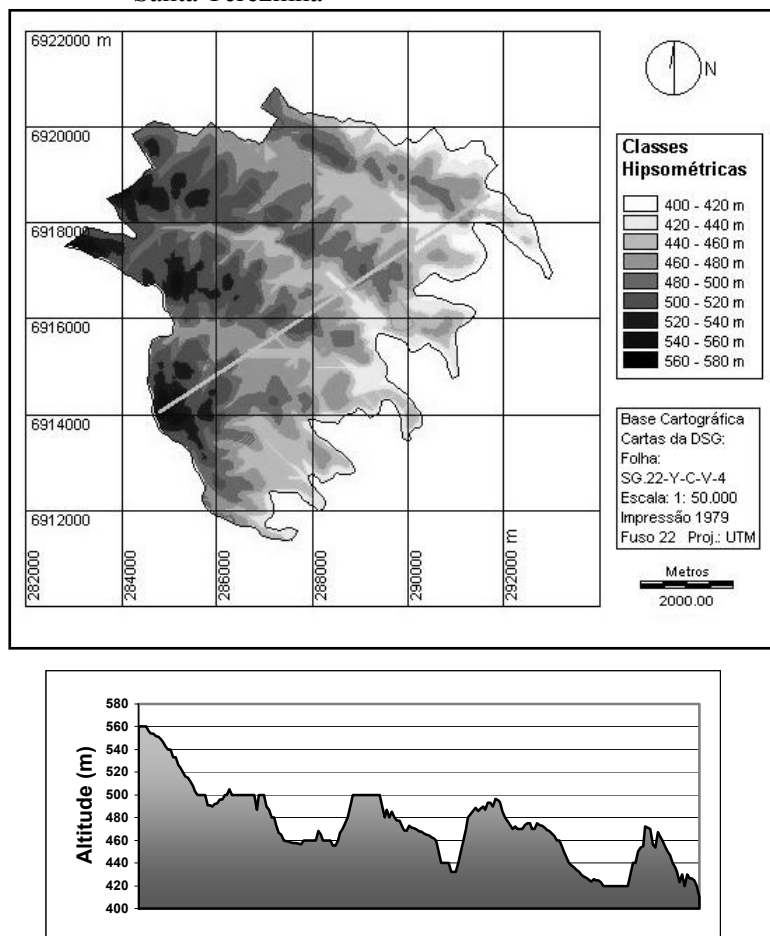 Santa Terezinha
6922000 m
N
6920000
6918000
6916000
6914000
6912000
282000
284000
286000
288000
290000
292000 m
Classes
Hipsométricas
400 - 420 m
420 - 440 m
440 - 460 m
460 - 480 m
480 - 500 m
500 - 520 m
520 - 540 m
540 - 560 m
560 - 580 m
Base Cartográfica
Cartas da DSG:
Folha:
SG.22-Y-C-V-4
Escala: 1: 50.000
Impressão 1979
Fuso 22 Proj.: UTM
Metros
2000.00
Altitude (m)
580
560
540
520
500
480
460
440
420
400